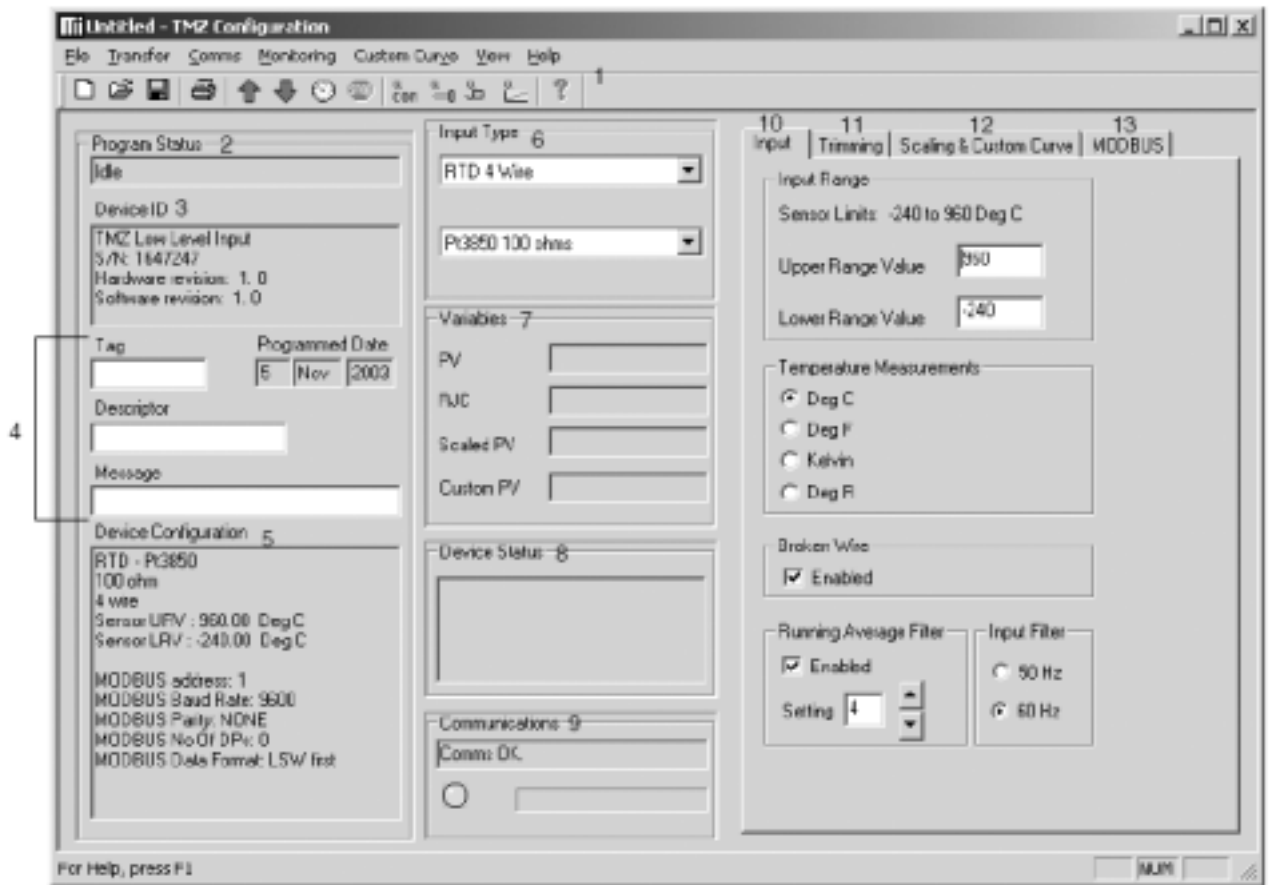 Untitled - TMZ Configuration
File Transfer Comms Monitoring Custom Curve View Help
1
Program Status 2
Idle
Device ID 3
TMZ Low Level Input
S/N: 1647247
Hardware revision: 1. 0
Software revision: 1. 0
4
Tag Programmed Date
5 Nov 2003
Descriptor
Message
Device Configuration 5
RTD - Pt3850
100 ohm
4 wire
Sensor URV : 960.00 Deg C
Sensor LRV : -240.00 Deg C
MODBUS address: 1
MODBUS Baud Rate: 9600
MODBUS Parity: NONE
MODBUS No Of DPs: 0
MODBUS Data Format: LSW first
Input Type 6
RTD 4 Wire
Pt3850 100 ohms
Variables 7
PV
RJC
Scaled PV
Custom PV
Device Status 8
Communications 9
Comms OK.
10 11 12 13
Input Trimming Scaling & Custom Curve MODBUS
Input Range
Sensor Limits: -240 to 960 Deg C
Upper Range Value 960
Lower Range Value -240
Temperature Measurements
Deg C
Deg F
Kelvin
Deg R
Broken Wire
Enabled
Running Average Filter
Enabled
Setting 4
Input Filter
50 Hz
60 Hz
For Help, press F1
NUM